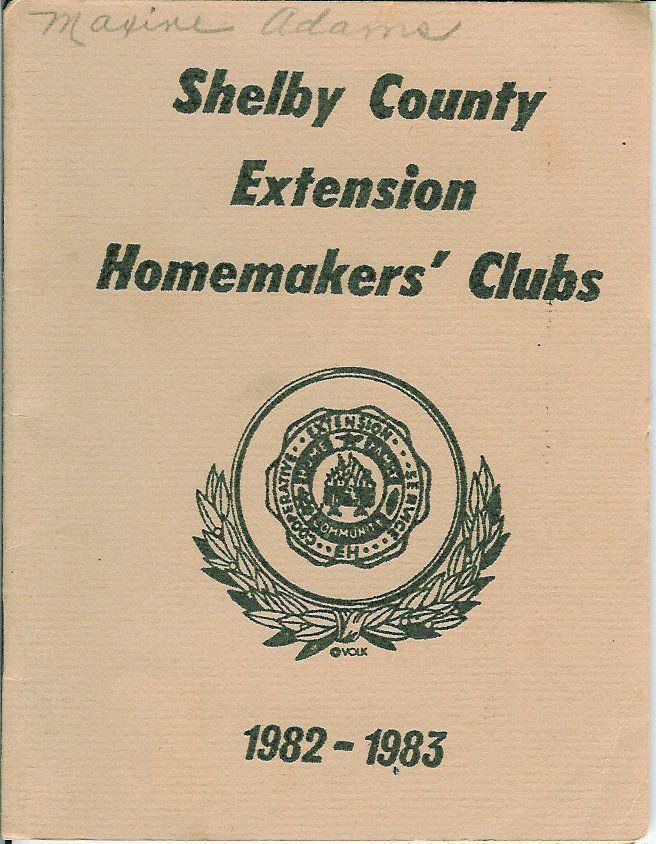 Maxine Adams
Shelby County
Extension
Homemakers' Clubs
COOPERATIVE · EXTENSION · SERVICE
HOME FAMILY
COMMUNITY
EH
©VOLK
1982-1983